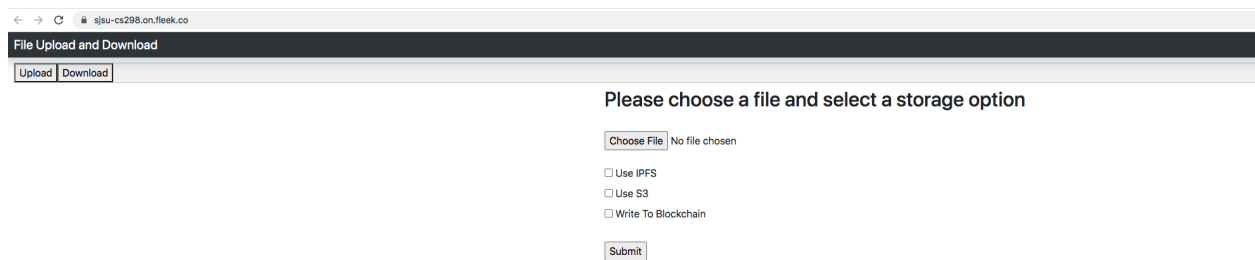 sjsu-cs298.on.fleek.co
File Upload and Download
Upload Download
Please choose a file and select a storage option
Choose File No file chosen
Use IPFS
Use S3
Write To Blockchain
Submit